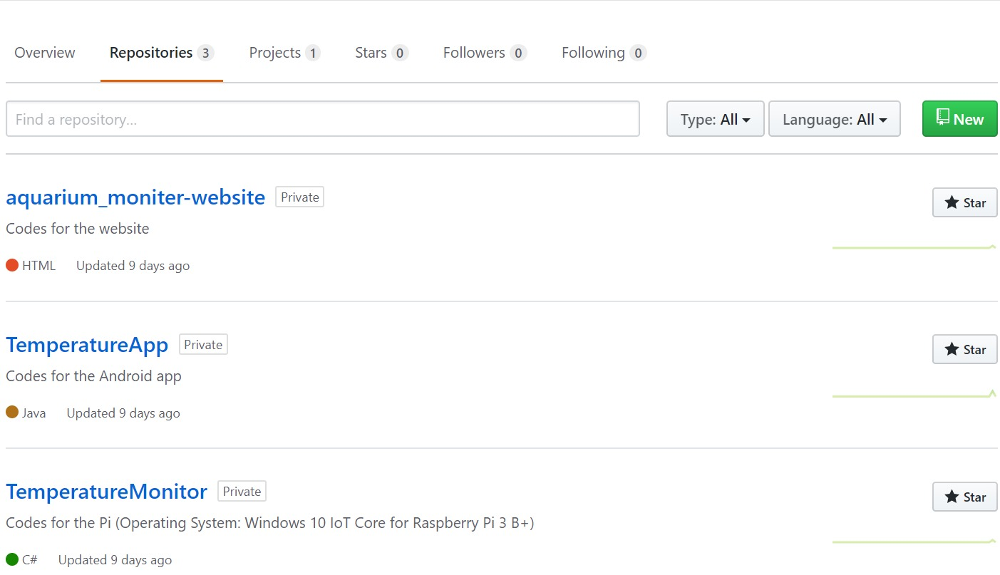 Overview Repositories 3 Projects 1 Stars 0 Followers 0 Following 0
Find a repository... Type: All Language: All New
aquarium_moniter-website Private Star
Codes for the website
HTML Updated 9 days ago
TemperatureApp Private Star
Codes for the Android app
Java Updated 9 days ago
TemperatureMonitor Private Star
Codes for the Pi (Operating System: Windows 10 IoT Core for Raspberry Pi 3 B+)
C# Updated 9 days ago